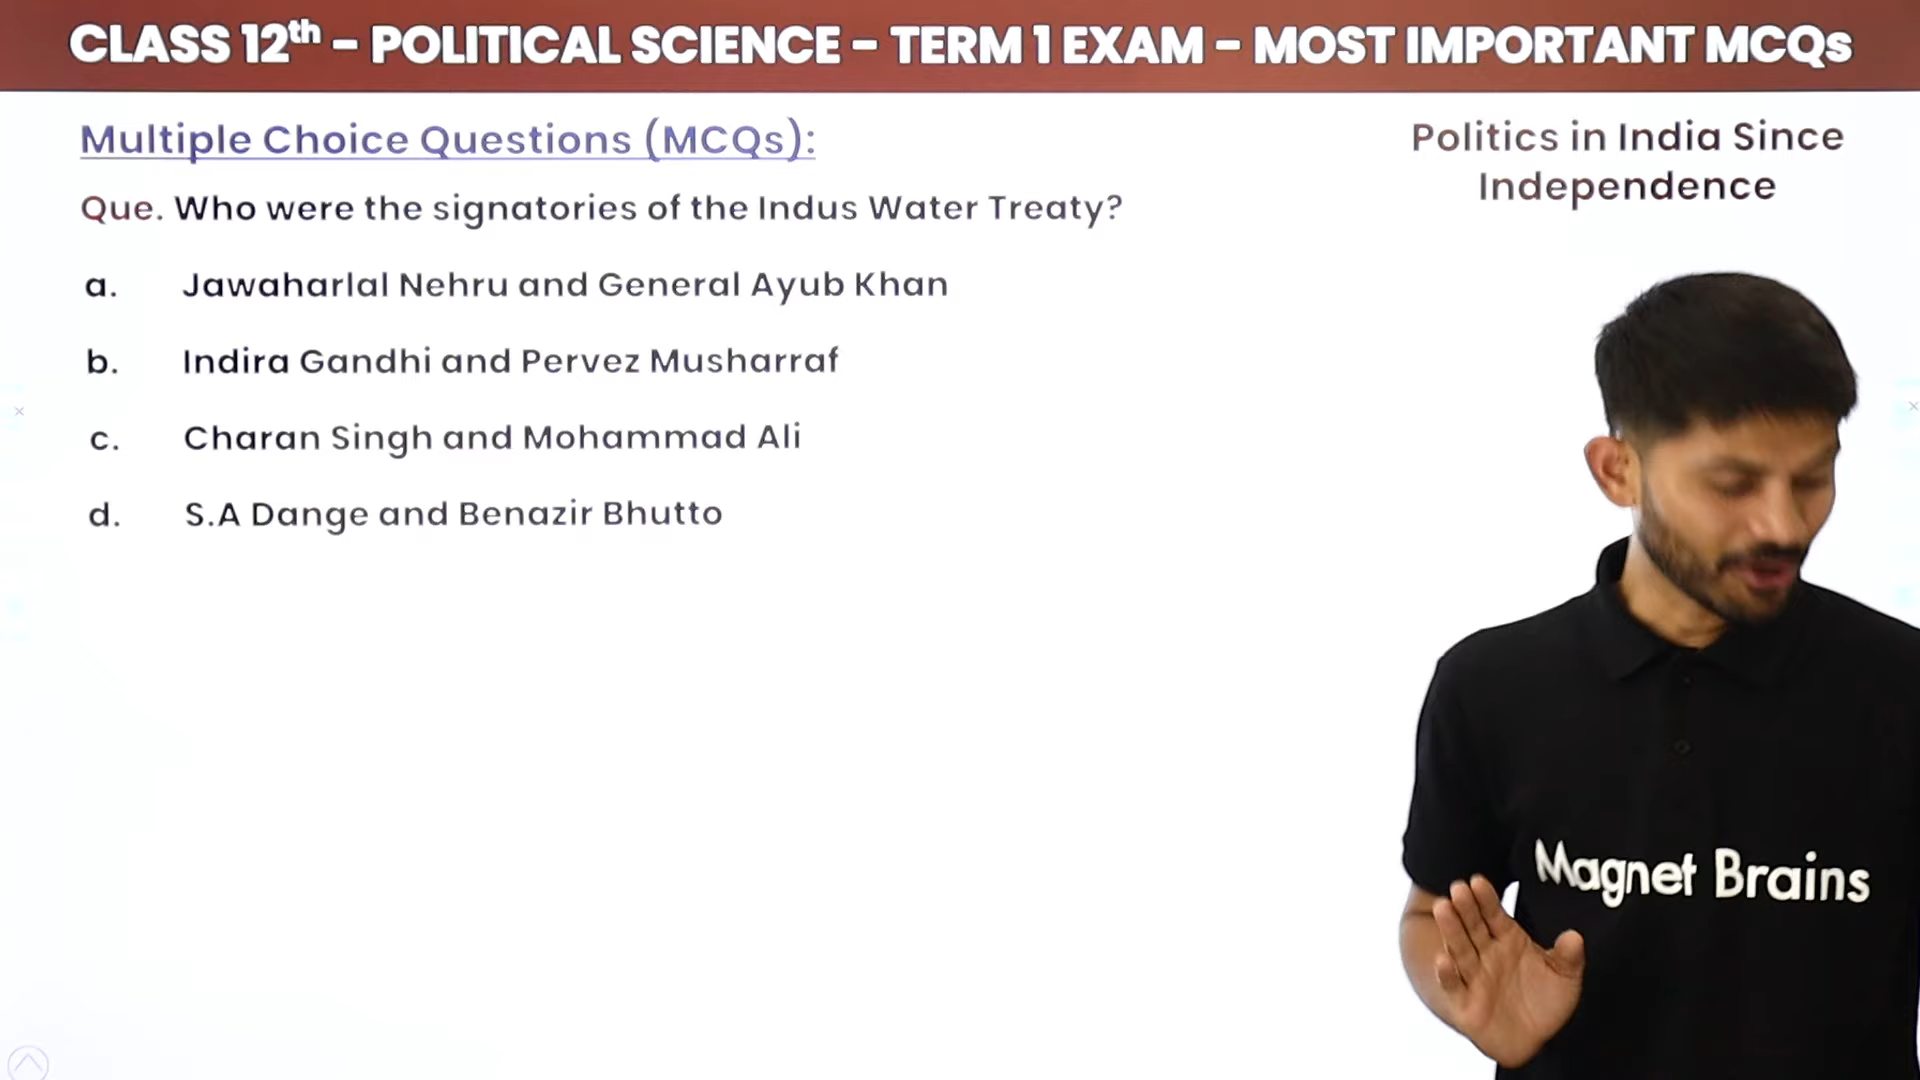 CLASS 12th – POLITICAL SCIENCE – TERM 1 EXAM – MOST IMPORTANT MCQs
Multiple Choice Questions (MCQs):
Politics in India Since
Independence
Que. Who were the signatories of the Indus Water Treaty?
a. Jawaharlal Nehru and General Ayub Khan
b. Indira Gandhi and Pervez Musharraf
c. Charan Singh and Mohammad Ali
d. S.A Dange and Benazir Bhutto
Magnet Brains